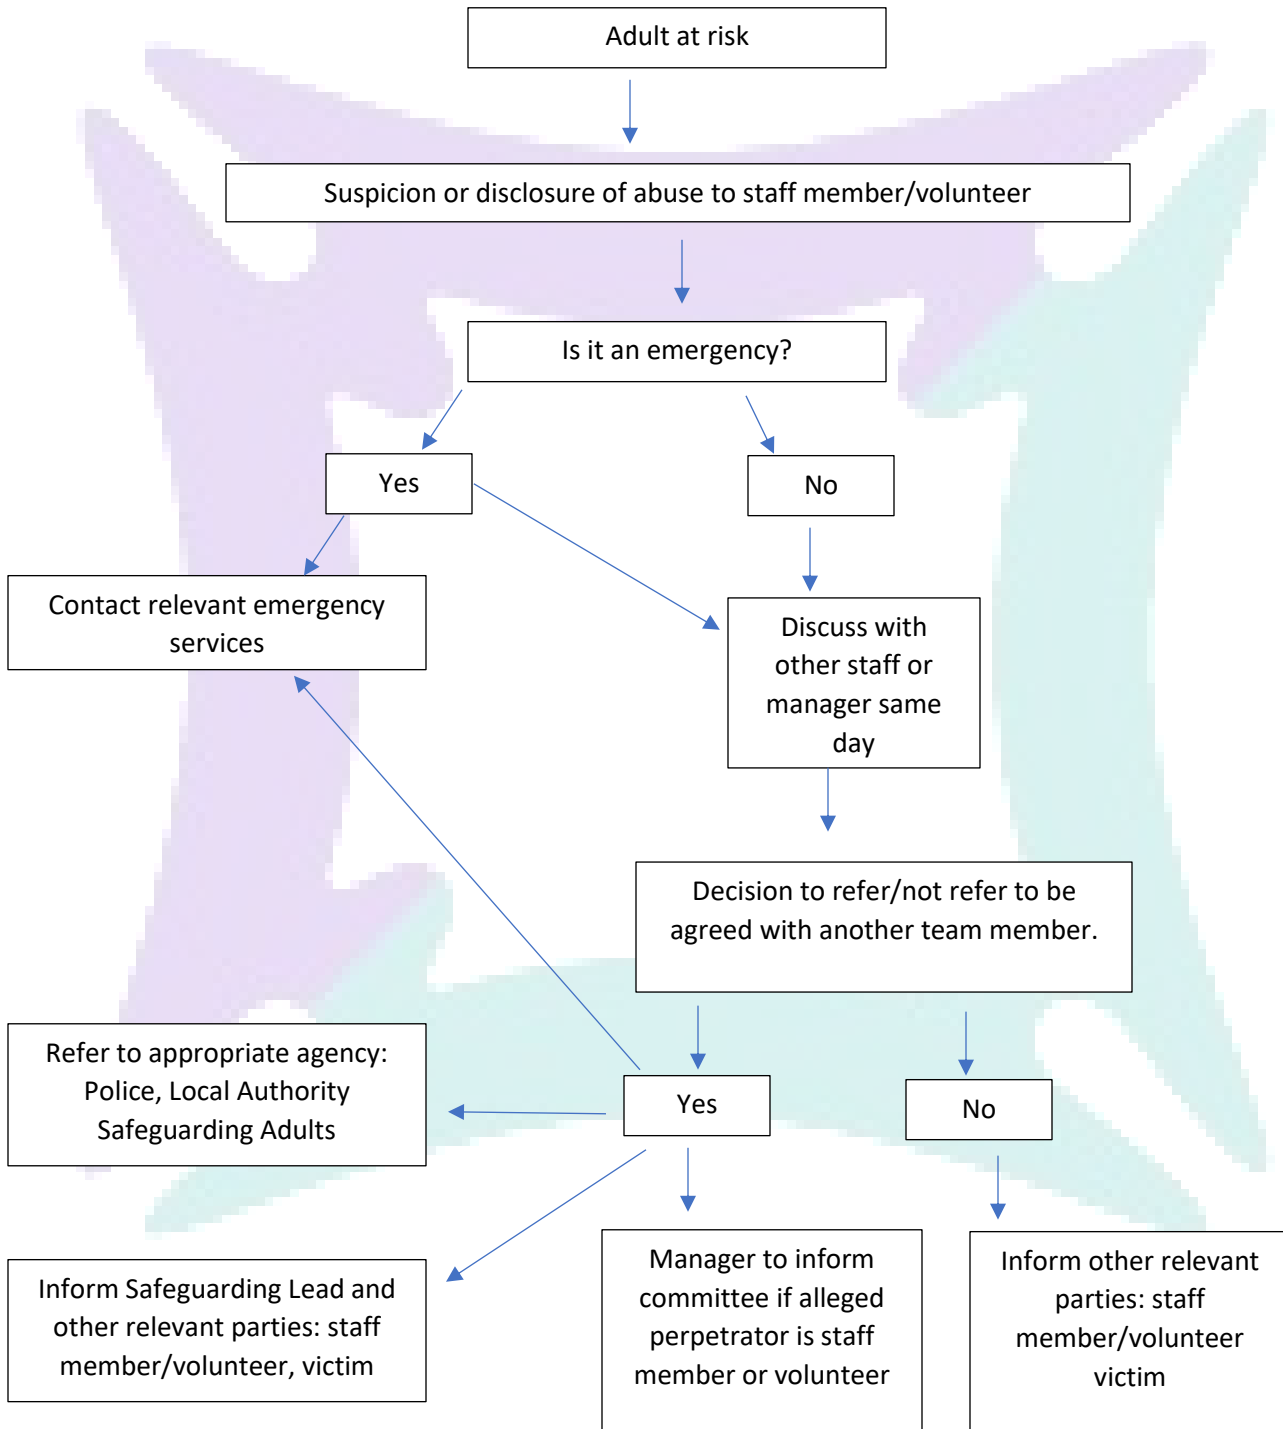 Adult at risk
Suspicion or disclosure of abuse to staff member/volunteer
Is it an emergency?
Yes
No
Contact relevant emergency
services
Discuss with
other staff or
manager same
day
Decision to refer/not refer to be
agreed with another team member.
Refer to appropriate agency:
Police, Local Authority
Safeguarding Adults
Yes
No
Inform Safeguarding Lead and
other relevant parties: staff
member/volunteer, victim
Manager to inform
committee if alleged
perpetrator is staff
member or volunteer
Inform other relevant
parties: staff
member/volunteer
victim